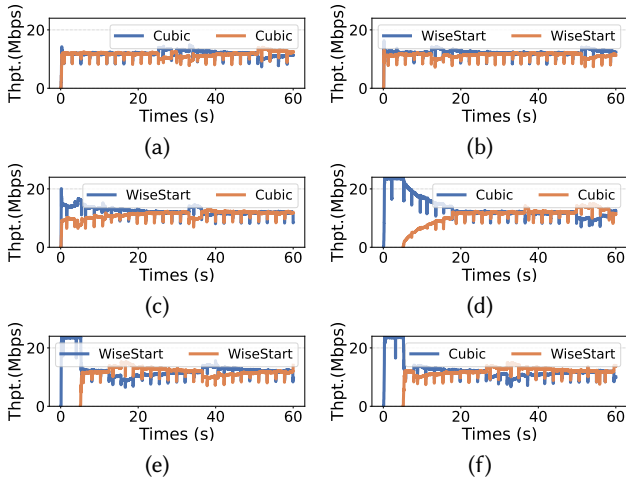 Thpt.(Mbps)
20
0
Cubic Cubic
0 20 40 60
Times (s)
(a)
Thpt.(Mbps)
20
0
WiseStart WiseStart
0 20 40 60
Times (s)
(b)
Thpt.(Mbps)
20
0
WiseStart Cubic
0 20 40 60
Times (s)
(c)
Thpt.(Mbps)
20
0
Cubic Cubic
0 20 40 60
Times (s)
(d)
Thpt.(Mbps)
20
0
WiseStart WiseStart
0 20 40 60
Times (s)
(e)
Thpt.(Mbps)
20
0
Cubic WiseStart
0 20 40 60
Times (s)
(f)